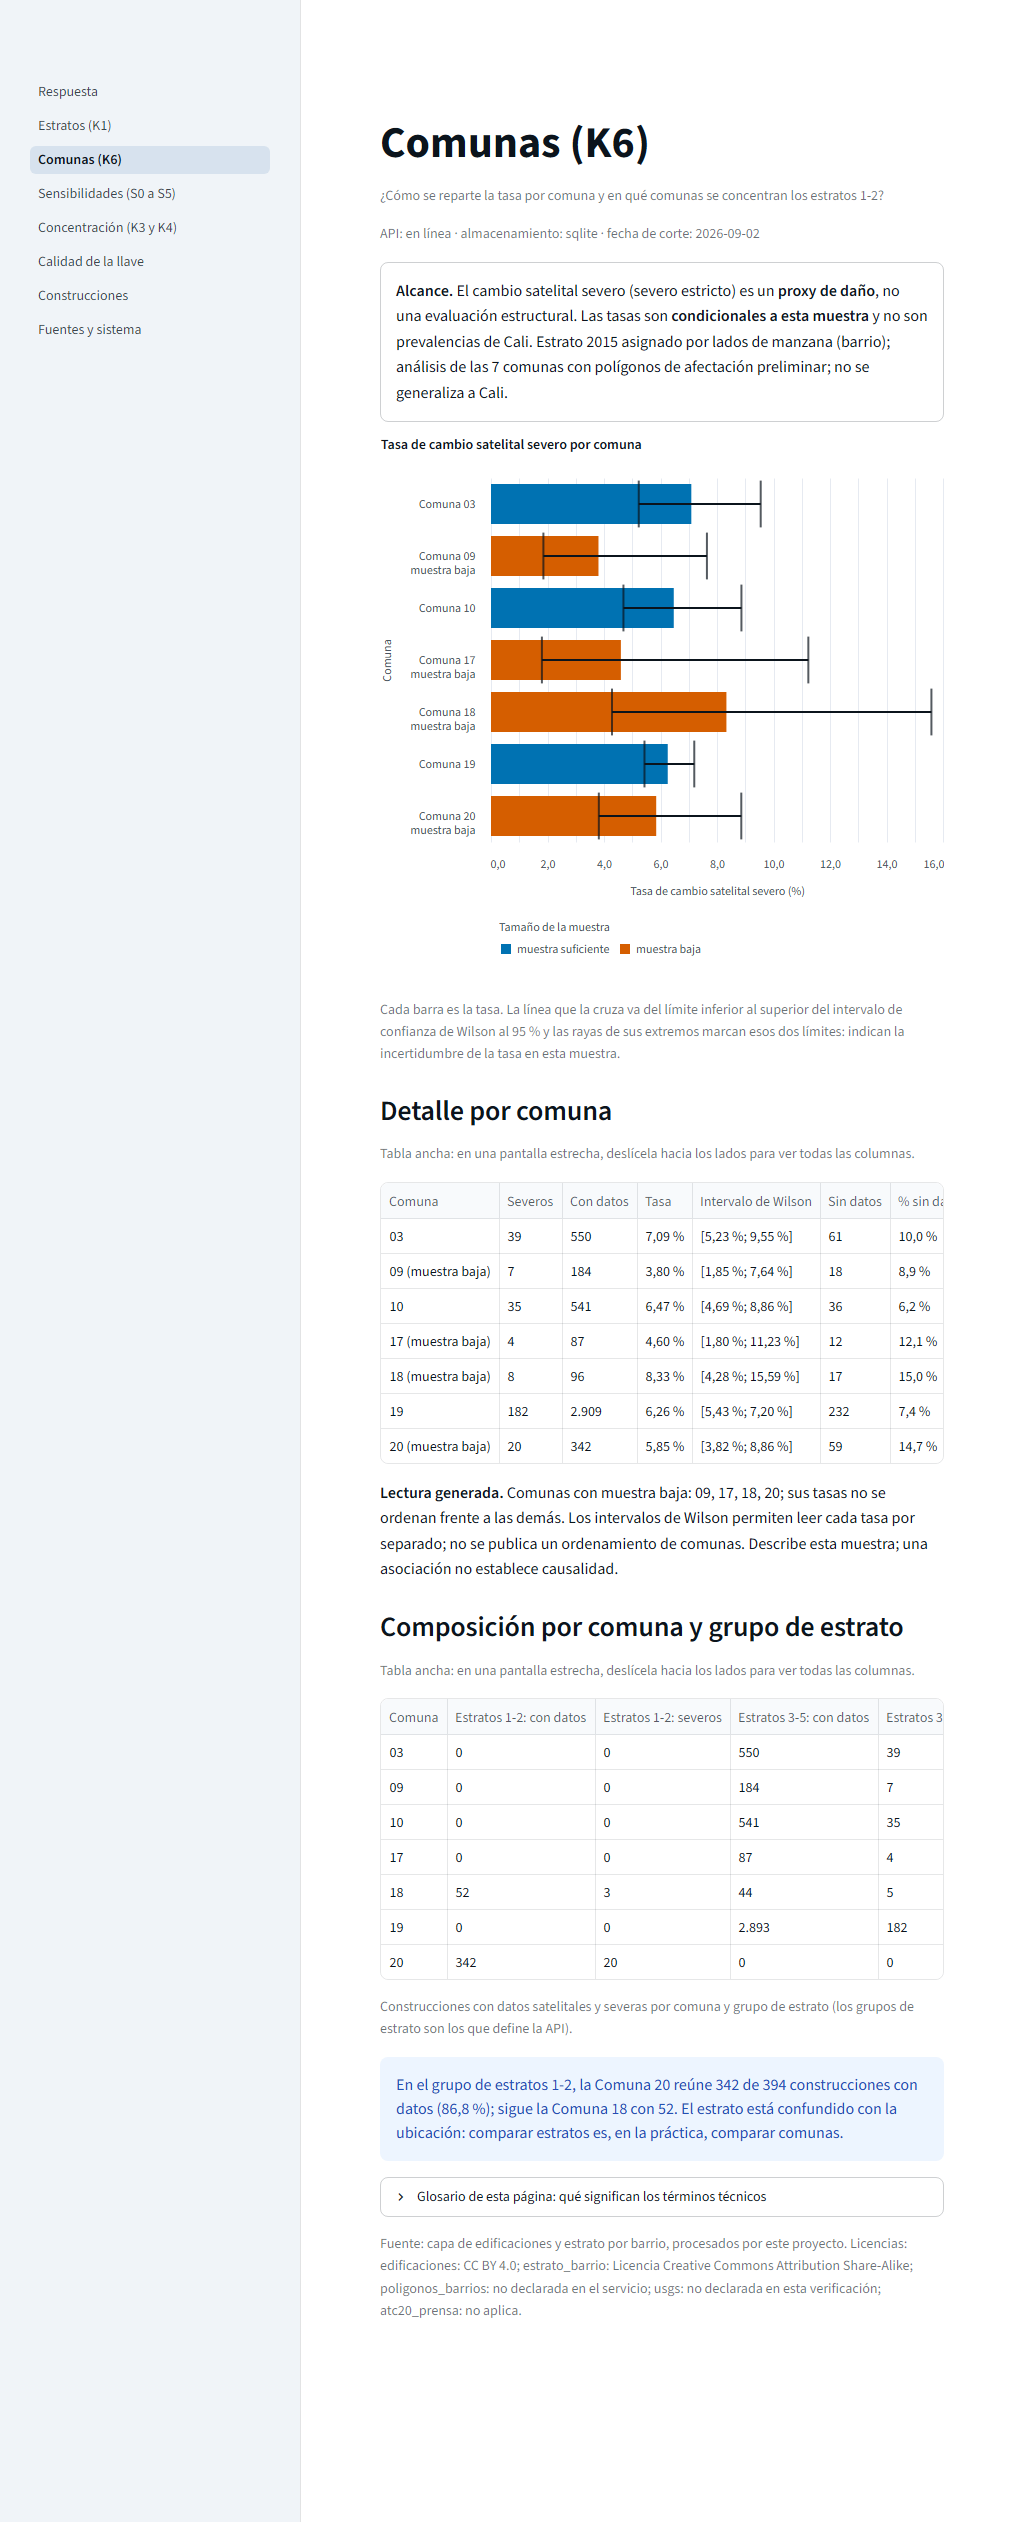 Respuesta
Estratos (K1)
Comunas (K6)
Sensibilidades (S0 a S5)
Concentración (K3 y K4)
Calidad de la llave
Construcciones
Fuentes y sistema
Comunas (K6)
¿Cómo se reparte la tasa por comuna y en qué comunas se concentran los estratos 1-2?
API: en línea · almacenamiento: sqlite · fecha de corte: 2026-09-02
Alcance. El cambio satelital severo (severo estricto) es un proxy de daño, no
una evaluación estructural. Las tasas son condicionales a esta muestra y no son
prevalencias de Cali. Estrato 2015 asignado por lados de manzana (barrio);
análisis de las 7 comunas con polígonos de afectación preliminar; no se
generaliza a Cali.
Tasa de cambio satelital severo por comuna
Comuna
Comuna 03
Comuna 09
muestra baja
Comuna 10
Comuna 17
muestra baja
Comuna 18
muestra baja
Comuna 19
Comuna 20
muestra baja
0,0 2,0 4,0 6,0 8,0 10,0 12,0 14,0 16,0
Tasa de cambio satelital severo (%)
Tamaño de la muestra
muestra suficiente muestra baja
Cada barra es la tasa. La línea que la cruza va del límite inferior al superior del intervalo de
confianza de Wilson al 95 % y las rayas de sus extremos marcan esos dos límites: indican la
incertidumbre de la tasa en esta muestra.
Detalle por comuna
Tabla ancha: en una pantalla estrecha, deslícela hacia los lados para ver todas las columnas.
Comuna Severos Con datos Tasa Intervalo de Wilson Sin datos % sin da
03 39 550 7,09 % [5,23 %; 9,55 %] 61 10,0 %
09 (muestra baja) 7 184 3,80 % [1,85 %; 7,64 %] 18 8,9 %
10 35 541 6,47 % [4,69 %; 8,86 %] 36 6,2 %
17 (muestra baja) 4 87 4,60 % [1,80 %; 11,23 %] 12 12,1 %
18 (muestra baja) 8 96 8,33 % [4,28 %; 15,59 %] 17 15,0 %
19 182 2.909 6,26 % [5,43 %; 7,20 %] 232 7,4 %
20 (muestra baja) 20 342 5,85 % [3,82 %; 8,86 %] 59 14,7 %
Lectura generada. Comunas con muestra baja: 09, 17, 18, 20; sus tasas no se
ordenan frente a las demás. Los intervalos de Wilson permiten leer cada tasa por
separado; no se publica un ordenamiento de comunas. Describe esta muestra; una
asociación no establece causalidad.
Composición por comuna y grupo de estrato
Tabla ancha: en una pantalla estrecha, deslícela hacia los lados para ver todas las columnas.
Comuna Estratos 1-2: con datos Estratos 1-2: severos Estratos 3-5: con datos Estratos 3
03 0 0 550 39
09 0 0 184 7
10 0 0 541 35
17 0 0 87 4
18 52 3 44 5
19 0 0 2.893 182
20 342 20 0 0
Construcciones con datos satelitales y severas por comuna y grupo de estrato (los grupos de
estrato son los que define la API).
En el grupo de estratos 1-2, la Comuna 20 reúne 342 de 394 construcciones con
datos (86,8 %); sigue la Comuna 18 con 52. El estrato está confundido con la
ubicación: comparar estratos es, en la práctica, comparar comunas.
Glosario de esta página: qué significan los términos técnicos
Fuente: capa de edificaciones y estrato por barrio, procesados por este proyecto. Licencias:
edificaciones: CC BY 4.0; estrato_barrio: Licencia Creative Commons Attribution Share-Alike;
poligonos_barrios: no declarada en el servicio; usgs: no declarada en esta verificación;
atc20_prensa: no aplica.